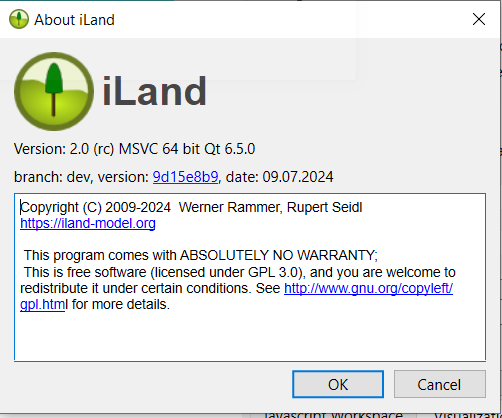 About iLand
iLand
Version: 2.0 (rc) MSVC 64 bit Qt 6.5.0
branch: dev, version: 9d15e8b9, date: 09.07.2024
Copyright (C) 2009-2024  Werner Rammer, Rupert Seidl
https://iland-model.org
This program comes with ABSOLUTELY NO WARRANTY;
This is free software (licensed under GPL 3.0), and you are welcome to
redistribute it under certain conditions. See http://www.gnu.org/copyleft/
gpl.html for more details.
OK Cancel